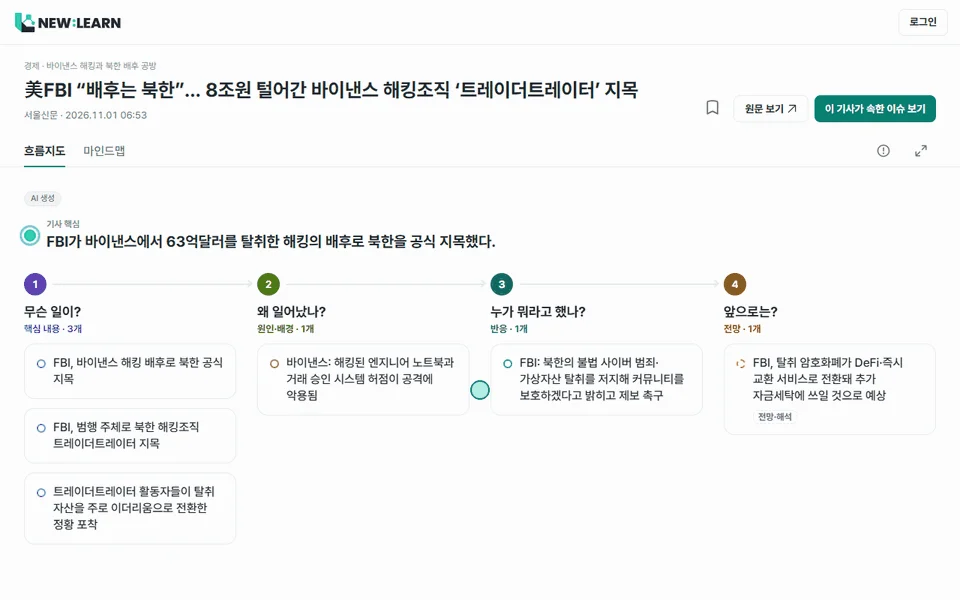 NEW:LEARN
로그인
경제 · 바이낸스 해킹과 북한 배후 공방
美FBI “배후는 북한”... 8조원 털어간 바이낸스 해킹조직 ‘트레이더트레이터’ 지목
서울신문 · 2026.11.01 06:53
원문 보기
이 기사가 속한 이슈 보기
흐름지도
마인드맵
AI 생성
기사 핵심
FBI가 바이낸스에서 63억달러를 탈취한 해킹의 배후로 북한을 공식 지목했다.
1
무슨 일이?
핵심 내용 · 3개
FBI, 바이낸스 해킹 배후로 북한 공식
지목
FBI, 범행 주체로 북한 해킹조직
트레이더트레이터 지목
트레이더트레이터 활동자들이 탈취
자산을 주로 이더리움으로 전환한
정황 포착
2
왜 일어났나?
원인·배경 · 1개
바이낸스: 해킹된 엔지니어 노트북과
거래 승인 시스템 허점이 공격에
악용됨
3
누가 뭐라고 했나?
반응 · 1개
FBI: 북한의 불법 사이버 범죄·
가상자산 탈취를 저지해 커뮤니티를
보호하겠다고 밝히고 제보 촉구
4
앞으로는?
전망 · 1개
FBI, 탈취 암호화폐가 DeFi·즉시
교환 서비스로 전환돼 추가
자금세탁에 쓰일 것으로 예상
전망·해석